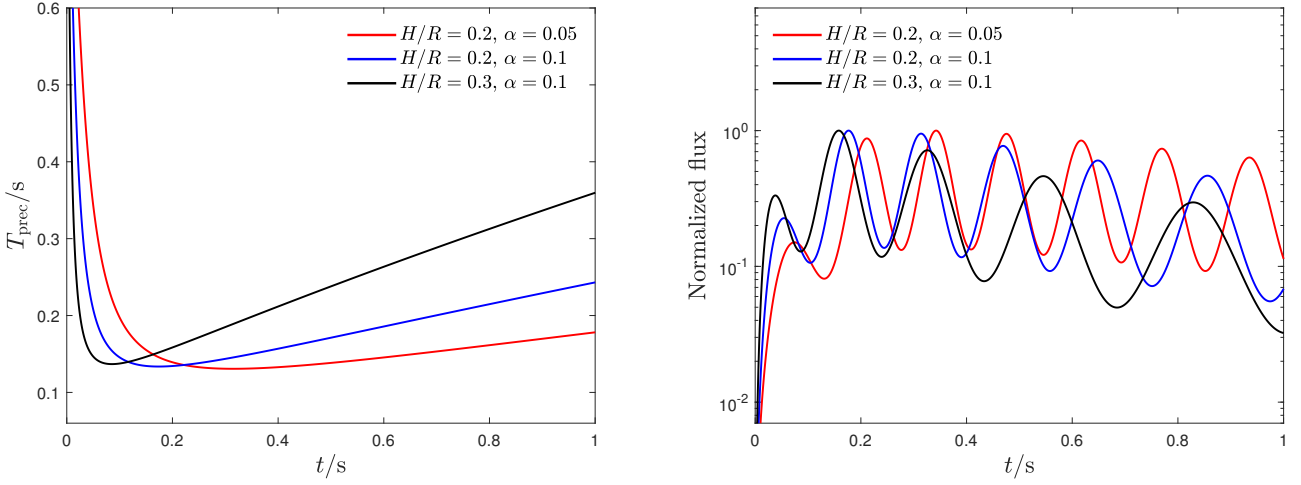 0.6
0.5
0.4
0.3
0.2
0.1
T_prec/s
0 0.2 0.4 0.6 0.8 1
t/s
H/R = 0.2, α = 0.05
H/R = 0.2, α = 0.1
H/R = 0.3, α = 0.1
10^0
10^-1
10^-2
Normalized flux
0 0.2 0.4 0.6 0.8 1
t/s
H/R = 0.2, α = 0.05
H/R = 0.2, α = 0.1
H/R = 0.3, α = 0.1